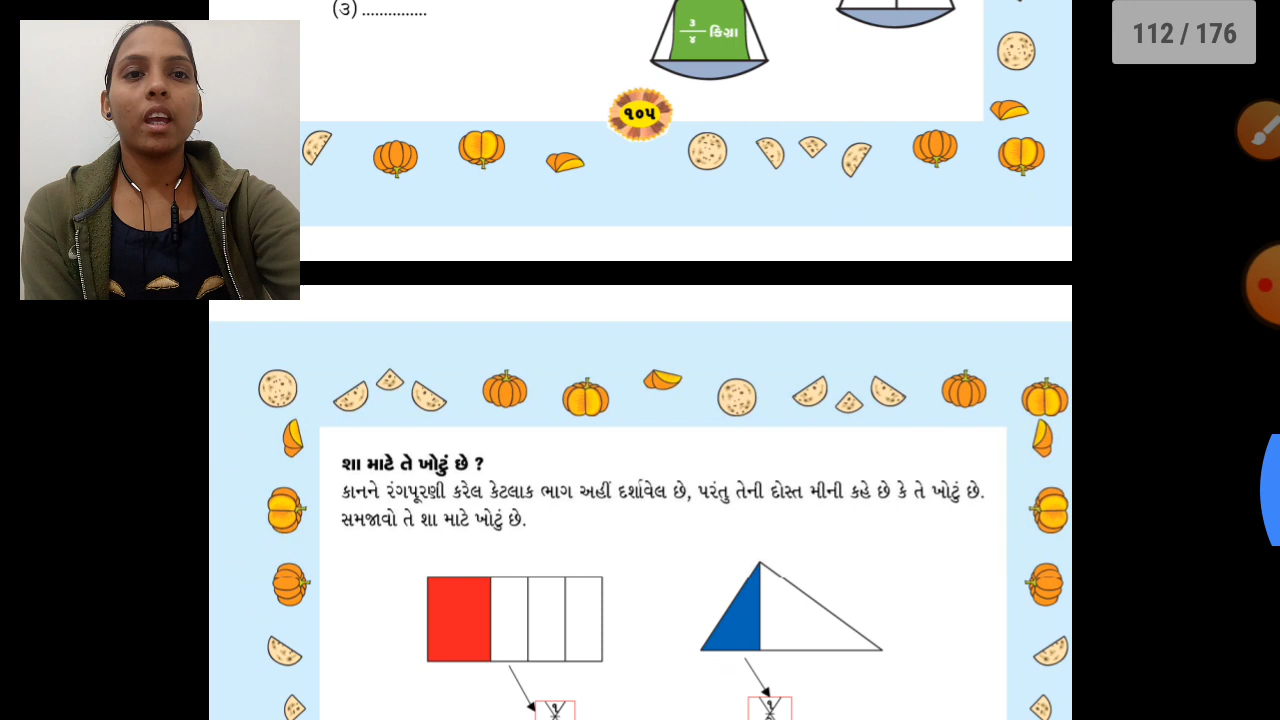 (૩) ...............
૩/૪ કિગ્રા
૧૦૫
112 / 176
શા માટે તે ખોટું છે ?
કાનને રંગપૂરણી કરેલ કેટલાક ભાગ અહીં દર્શાવેલ છે, પરંતુ તેની દોસ્ત મીની કહે છે કે તે ખોટું છે.
સમજાવો તે શા માટે ખોટું છે.